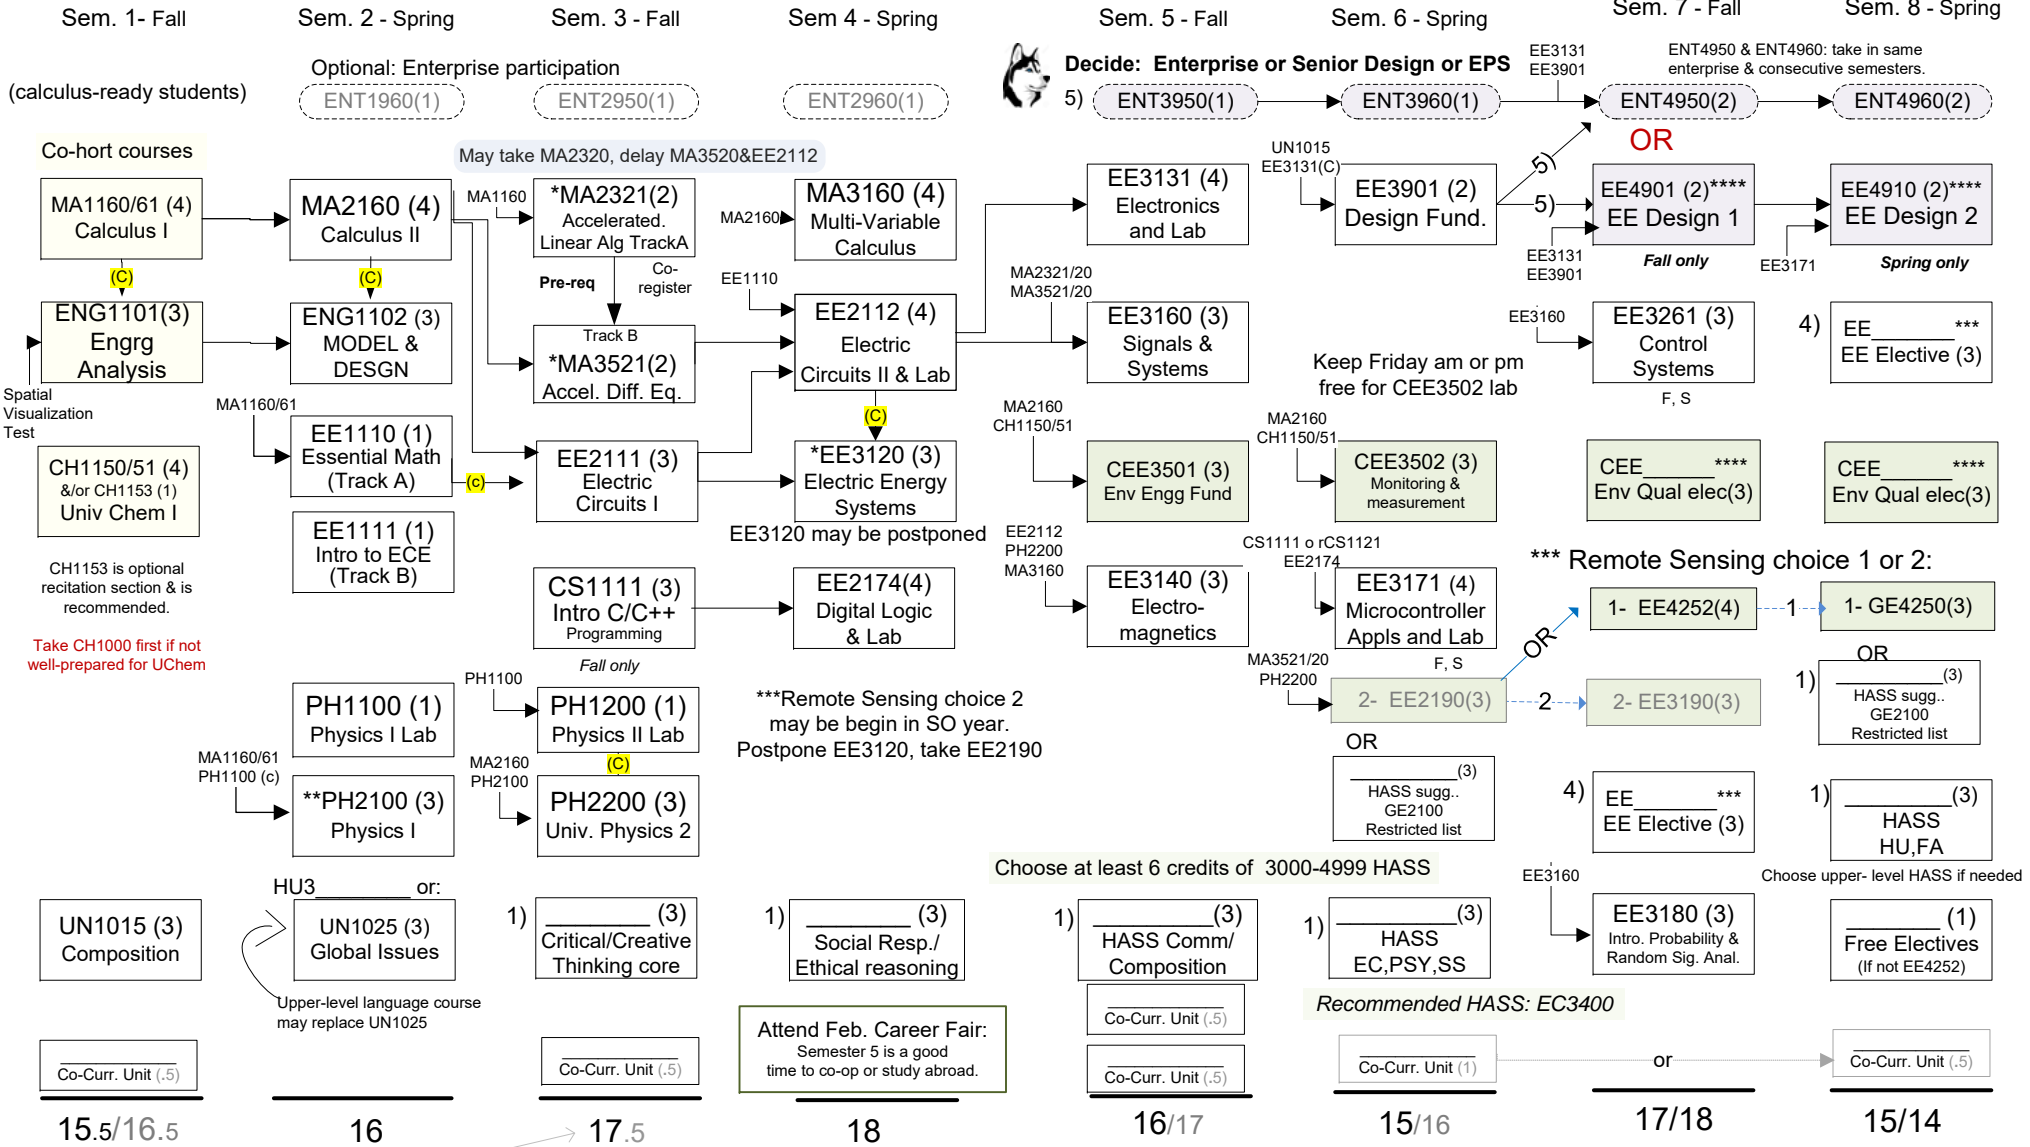 Sem. 1- Fall
Sem. 2 - Spring
Sem. 3 - Fall
Sem 4 - Spring
Sem. 5 - Fall
Sem. 6 - Spring
Sem. 7 - Fall
Sem. 8 - Spring
(calculus-ready students)
Optional: Enterprise participation
ENT1960(1)
ENT2950(1)
ENT2960(1)
Decide: Enterprise or Senior Design or EPS
5)
ENT3950(1)
ENT3960(1)
EE3131
EE3901
ENT4950 & ENT4960: take in same
enterprise & consecutive semesters.
ENT4950(2)
ENT4960(2)
OR
Co-hort courses
May take MA2320, delay MA3520&EE2112
MA1160/61 (4)
Calculus I
(C)
ENG1101(3)
Engrg
Analysis
Spatial
Visualization
Test
CH1150/51 (4)
&/or CH1153 (1)
Univ Chem I
CH1153 is optional
recitation section & is
recommended.
Take CH1000 first if not
well-prepared for UChem
UN1015 (3)
Composition
Co-Curr. Unit (.5)
15.5/16.5
MA2160 (4)
Calculus II
(C)
ENG1102 (3)
MODEL &
DESGN
MA1160/61
EE1110 (1)
Essential Math
(Track A)
(c)
EE1111 (1)
Intro to ECE
(Track B)
PH1100 (1)
Physics I Lab
MA1160/61
PH1100 (c)
**PH2100 (3)
Physics I
HU3________ or:
UN1025 (3)
Global Issues
Upper-level language course
may replace UN1025
16
MA1160
*MA2321(2)
Accelerated.
Linear Alg TrackA
Pre-req
Co-
register
Track B
*MA3521(2)
Accel. Diff. Eq.
EE2111 (3)
Electric
Circuits I
CS1111 (3)
Intro C/C++
Programming
Fall only
PH1100
PH1200 (1)
Physics II Lab
(C)
MA2160
PH2100
PH2200 (3)
Univ. Physics 2
1)
________ (3)
Critical/Creative
Thinking core
Co-Curr. Unit (.5)
17.5
MA2160
MA3160 (4)
Multi-Variable
Calculus
EE1110
EE2112 (4)
Electric
Circuits II & Lab
(C)
*EE3120 (3)
Electric Energy
Systems
EE3120 may be postponed
EE2174(4)
Digital Logic
& Lab
***Remote Sensing choice 2
may be begin in SO year.
Postpone EE3120, take EE2190
1)
________ (3)
Social Resp./
Ethical reasoning
Attend Feb. Career Fair:
Semester 5 is a good
time to co-op or study abroad.
18
EE3131 (4)
Electronics
and Lab
MA2321/20
MA3521/20
EE3160 (3)
Signals &
Systems
MA2160
CH1150/51
CEE3501 (3)
Env Engg Fund
EE2112
PH2200
MA3160
EE3140 (3)
Electro-
magnetics
Choose at least 6 credits of 3000-4999 HASS
1)
_________(3)
HASS Comm/
Composition
Co-Curr. Unit (.5)
Co-Curr. Unit (.5)
16/17
UN1015
EE3131(C)
EE3901 (2)
Design Fund.
5)
5)
Keep Friday am or pm
free for CEE3502 lab
MA2160
CH1150/51
CEE3502 (3)
Monitoring &
measurement
CS1111 o rCS1121
EE2174
EE3171 (4)
Microcontroller
Appls and Lab
F, S
MA3521/20
PH2200
2- EE2190(3)
OR
2
OR
_________(3)
HASS sugg..
GE2100
Restricted list
1)
_________(3)
HASS
EC,PSY,SS
Recommended HASS: EC3400
Co-Curr. Unit (1)
or
15/16
EE4901 (2)****
EE Design 1
Fall only
EE3131
EE3901
EE3160
EE3261 (3)
Control
Systems
F, S
CEE______ ****
Env Qual elec(3)
*** Remote Sensing choice 1 or 2:
1- EE4252(4)
1
2- EE3190(3)
4)
EE_______***
EE Elective (3)
EE3160
EE3180 (3)
Intro. Probability &
Random Sig. Anal.
17/18
EE4910 (2)****
EE Design 2
Spring only
EE3171
4)
EE_______***
EE Elective (3)
CEE______ ****
Env Qual elec(3)
1- GE4250(3)
OR
1)
_________(3)
HASS sugg..
GE2100
Restricted list
1)
_________(3)
HASS
HU,FA
Choose upper- level HASS if needed
________ (1)
Free Electives
(If not EE4252)
Co-Curr. Unit (.5)
15/14